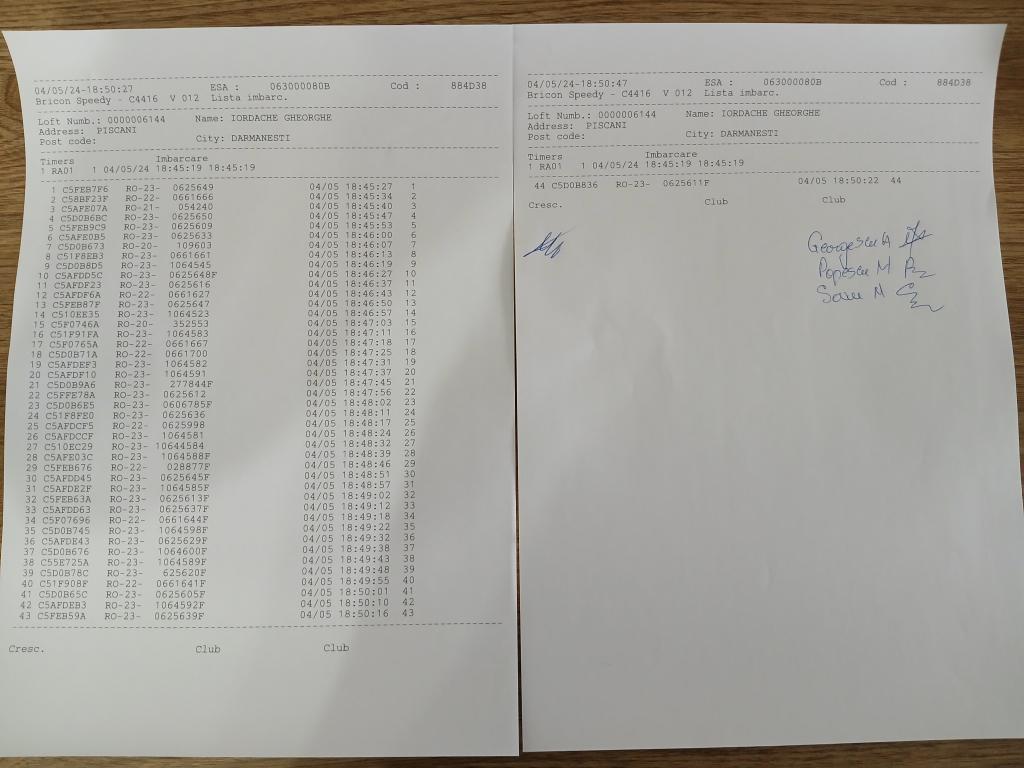 04/05/24-18:50:27 ESA : 063000080B Cod : 884D38
Bricon Speedy - C4416 V 012 Lista imbarc.
Loft Numb.: 0000006144 Name: IORDACHE GHEORGHE
Address: PISCANI
Post code: City: DARMANESTI
Timers Imbarcare
1 RA01 1 04/05/24 18:45:19 18:45:19
1 C5FEB7F6 RO-23- 0625649 04/05 18:45:27 1
2 C58BF23F RO-22- 0661666 04/05 18:45:34 2
3 C5AFE07A RO-21- 054240 04/05 18:45:40 3
4 C5D0B6BC RO-23- 0625650 04/05 18:45:47 4
5 C5FEB9C9 RO-23- 0625609 04/05 18:45:53 5
6 C5AFE0B5 RO-23- 0625633 04/05 18:46:00 6
7 C5D0B673 RO-20- 109603 04/05 18:46:07 7
8 C51F8EB3 RO-23- 0661661 04/05 18:46:13 8
9 C5D0B8D5 RO-23- 1064545 04/05 18:46:19 9
10 C5AFDD5C RO-23- 0625648F 04/05 18:46:27 10
11 C5AFDF23 RO-23- 0625616 04/05 18:46:37 11
12 C5AFDF6A RO-22- 0661627 04/05 18:46:43 12
13 C5FEB87F RO-23- 0625647 04/05 18:46:50 13
14 C510EE35 RO-23- 1064523 04/05 18:46:57 14
15 C5F0746A RO-20- 352553 04/05 18:47:03 15
16 C51F91FA RO-23- 1064583 04/05 18:47:11 16
17 C5F0765A RO-22- 0661667 04/05 18:47:18 17
18 C5D0B71A RO-22- 0661700 04/05 18:47:25 18
19 C5AFDEF3 RO-23- 1064582 04/05 18:47:31 19
20 C5AFDF10 RO-23- 1064591 04/05 18:47:37 20
21 C5D0B9A6 RO-23- 277844F 04/05 18:47:45 21
22 C5FFE78A RO-23- 0625612 04/05 18:47:56 22
23 C5D0B6E5 RO-23- 0606785F 04/05 18:48:02 23
24 C51F8FE0 RO-23- 0625636 04/05 18:48:11 24
25 C5AFDCF5 RO-22- 0625998 04/05 18:48:17 25
26 C5AFDCCF RO-23- 1064581 04/05 18:48:24 26
27 C510EC29 RO-23- 10644584 04/05 18:48:32 27
28 C5AFE03C RO-23- 1064588F 04/05 18:48:39 28
29 C5FEB676 RO-22- 028877F 04/05 18:48:46 29
30 C5AFDD45 RO-23- 0625645F 04/05 18:48:51 30
31 C5AFDE2F RO-23- 1064585F 04/05 18:48:57 31
32 C5FEB63A RO-23- 0625613F 04/05 18:49:02 32
33 C5AFDD63 RO-23- 0625637F 04/05 18:49:12 33
34 C5F07696 RO-22- 0661644F 04/05 18:49:18 34
35 C5D0B745 RO-23- 1064598F 04/05 18:49:22 35
36 C5AFDE43 RO-23- 0625629F 04/05 18:49:32 36
37 C5D0B676 RO-23- 1064600F 04/05 18:49:38 37
38 C55E725A RO-23- 1064589F 04/05 18:49:43 38
39 C5D0B78C RO-23- 625620F 04/05 18:49:48 39
40 C51F908F RO-22- 0661641F 04/05 18:49:55 40
41 C5D0B65C RO-23- 0625605F 04/05 18:50:01 41
42 C5AFDEB3 RO-23- 1064592F 04/05 18:50:10 42
43 C5FEB59A RO-23- 0625639F 04/05 18:50:16 43
Cresc. Club Club
04/05/24-18:50:47 ESA : 063000080B Cod : 884D38
Bricon Speedy - C4416 V 012 Lista imbarc.
Loft Numb.: 0000006144 Name: IORDACHE GHEORGHE
Address: PISCANI
Post code: City: DARMANESTI
Timers Imbarcare
1 RA01 1 04/05/24 18:45:19 18:45:19
44 C5D0B836 RO-23- 0625611F 04/05 18:50:22 44
Cresc. Club Club
Georgescu A
Popescu M
M